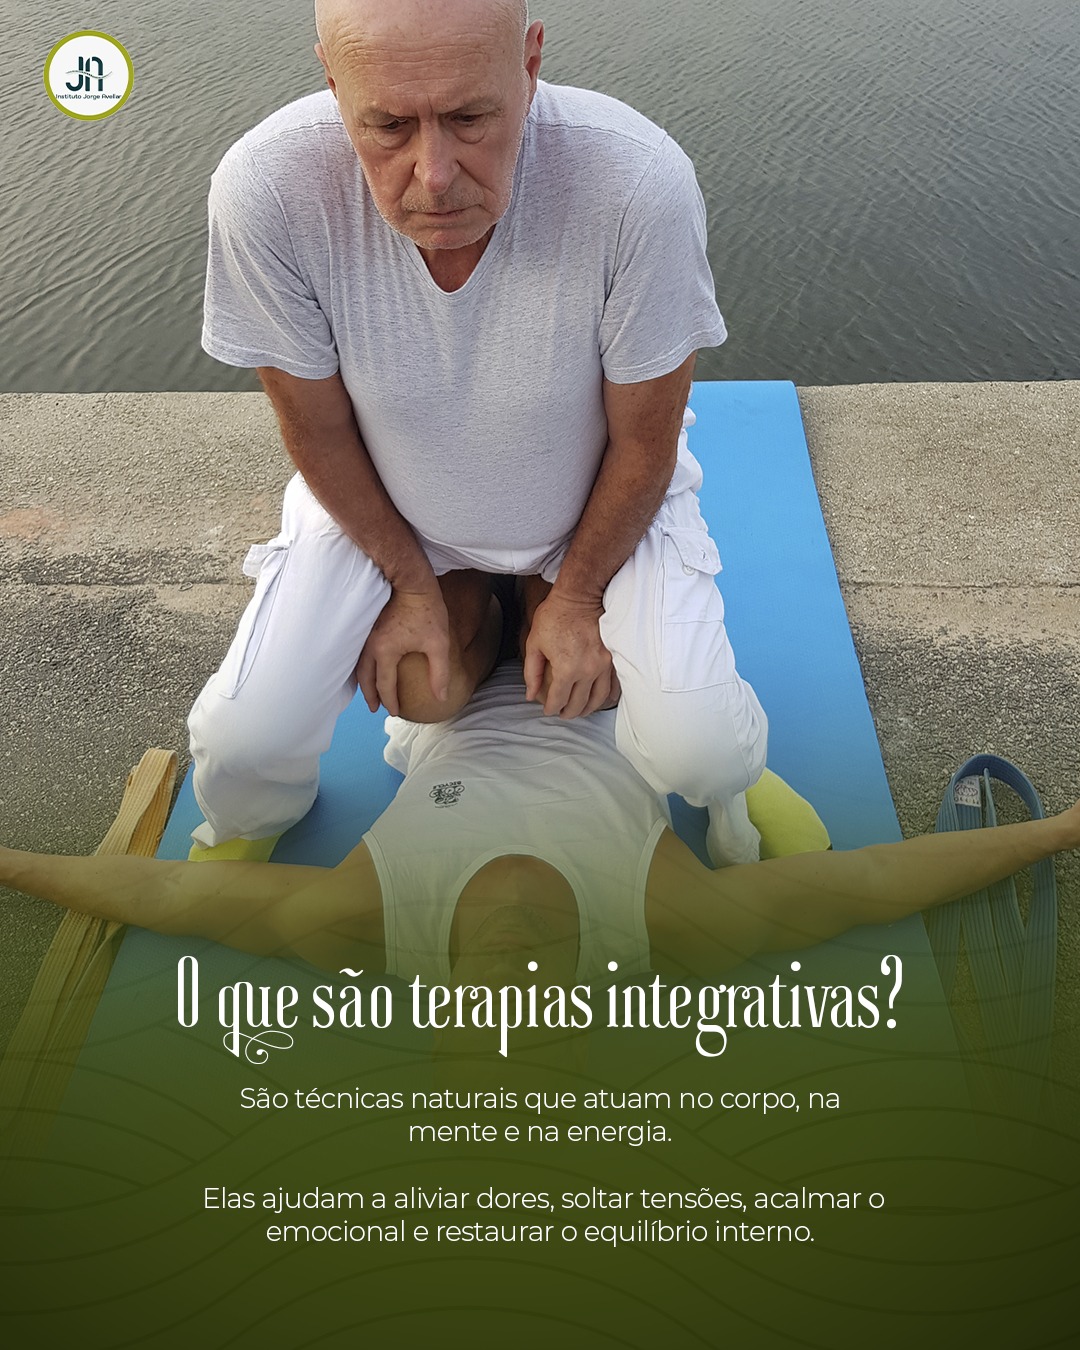 JA
Instituto Jorge Avellar
O que são terapias integrativas?
São técnicas naturais que atuam no corpo, na
mente e na energia.
Elas ajudam a aliviar dores, soltar tensões, acalmar o
emocional e restaurar o equilíbrio interno.